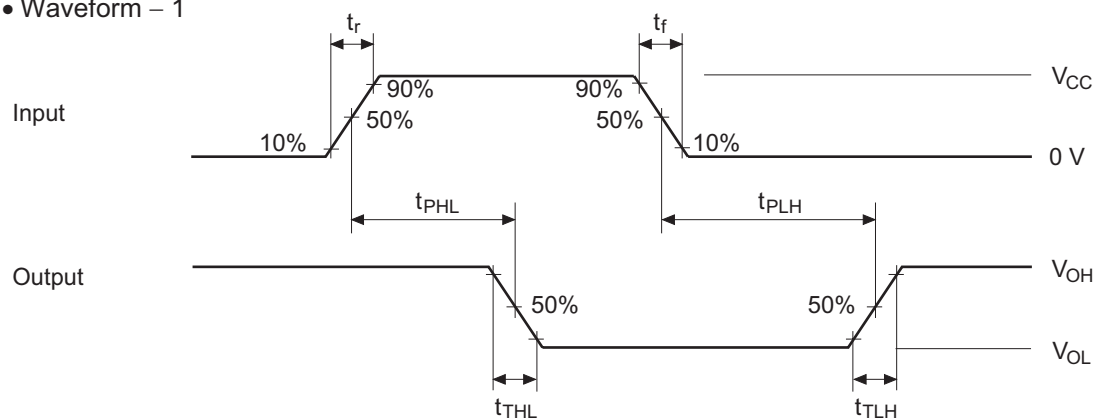 • Waveform – 1
tr
tf
VCC
90%
90%
Input
50%
50%
10%
10%
0 V
tPHL
tPLH
Output
VOH
50%
50%
VOL
tTHL
tTLH